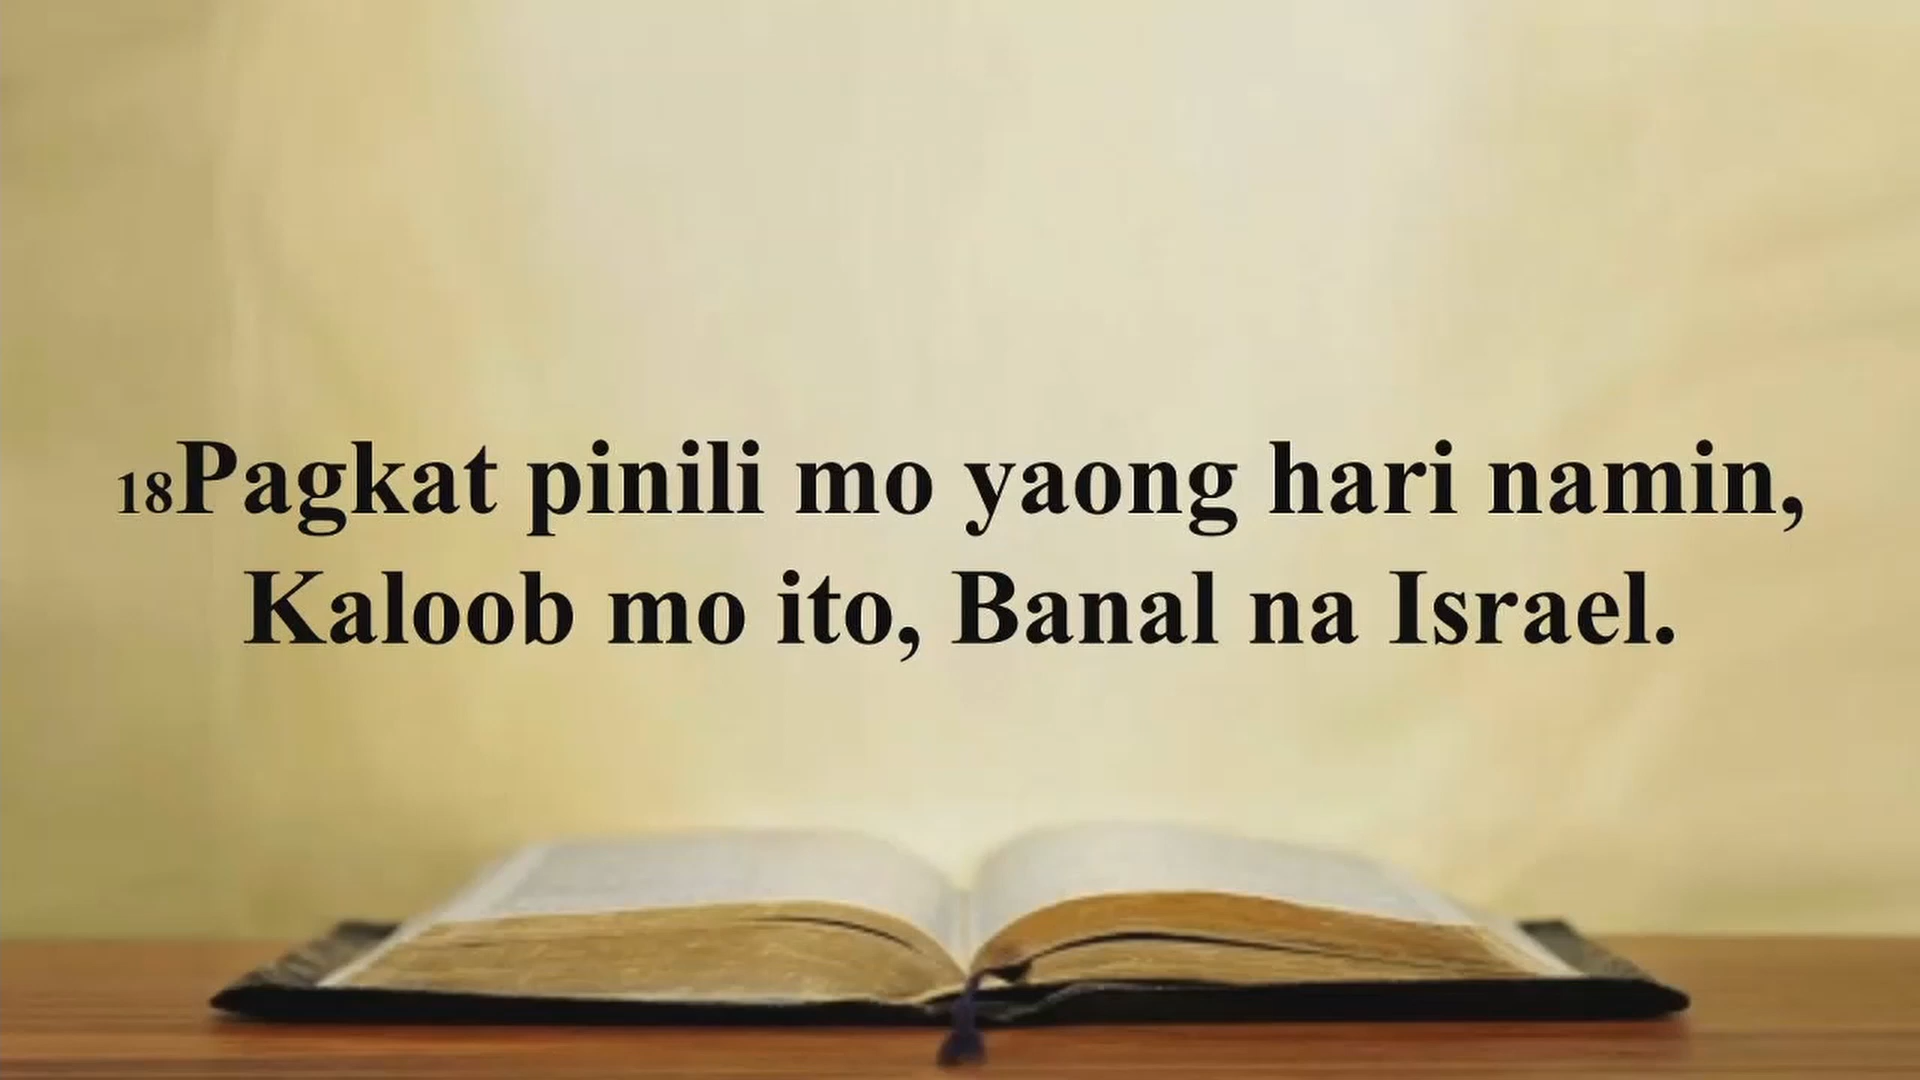 18Pagkat pinili mo yaong hari namin,
Kaloob mo ito, Banal na Israel.